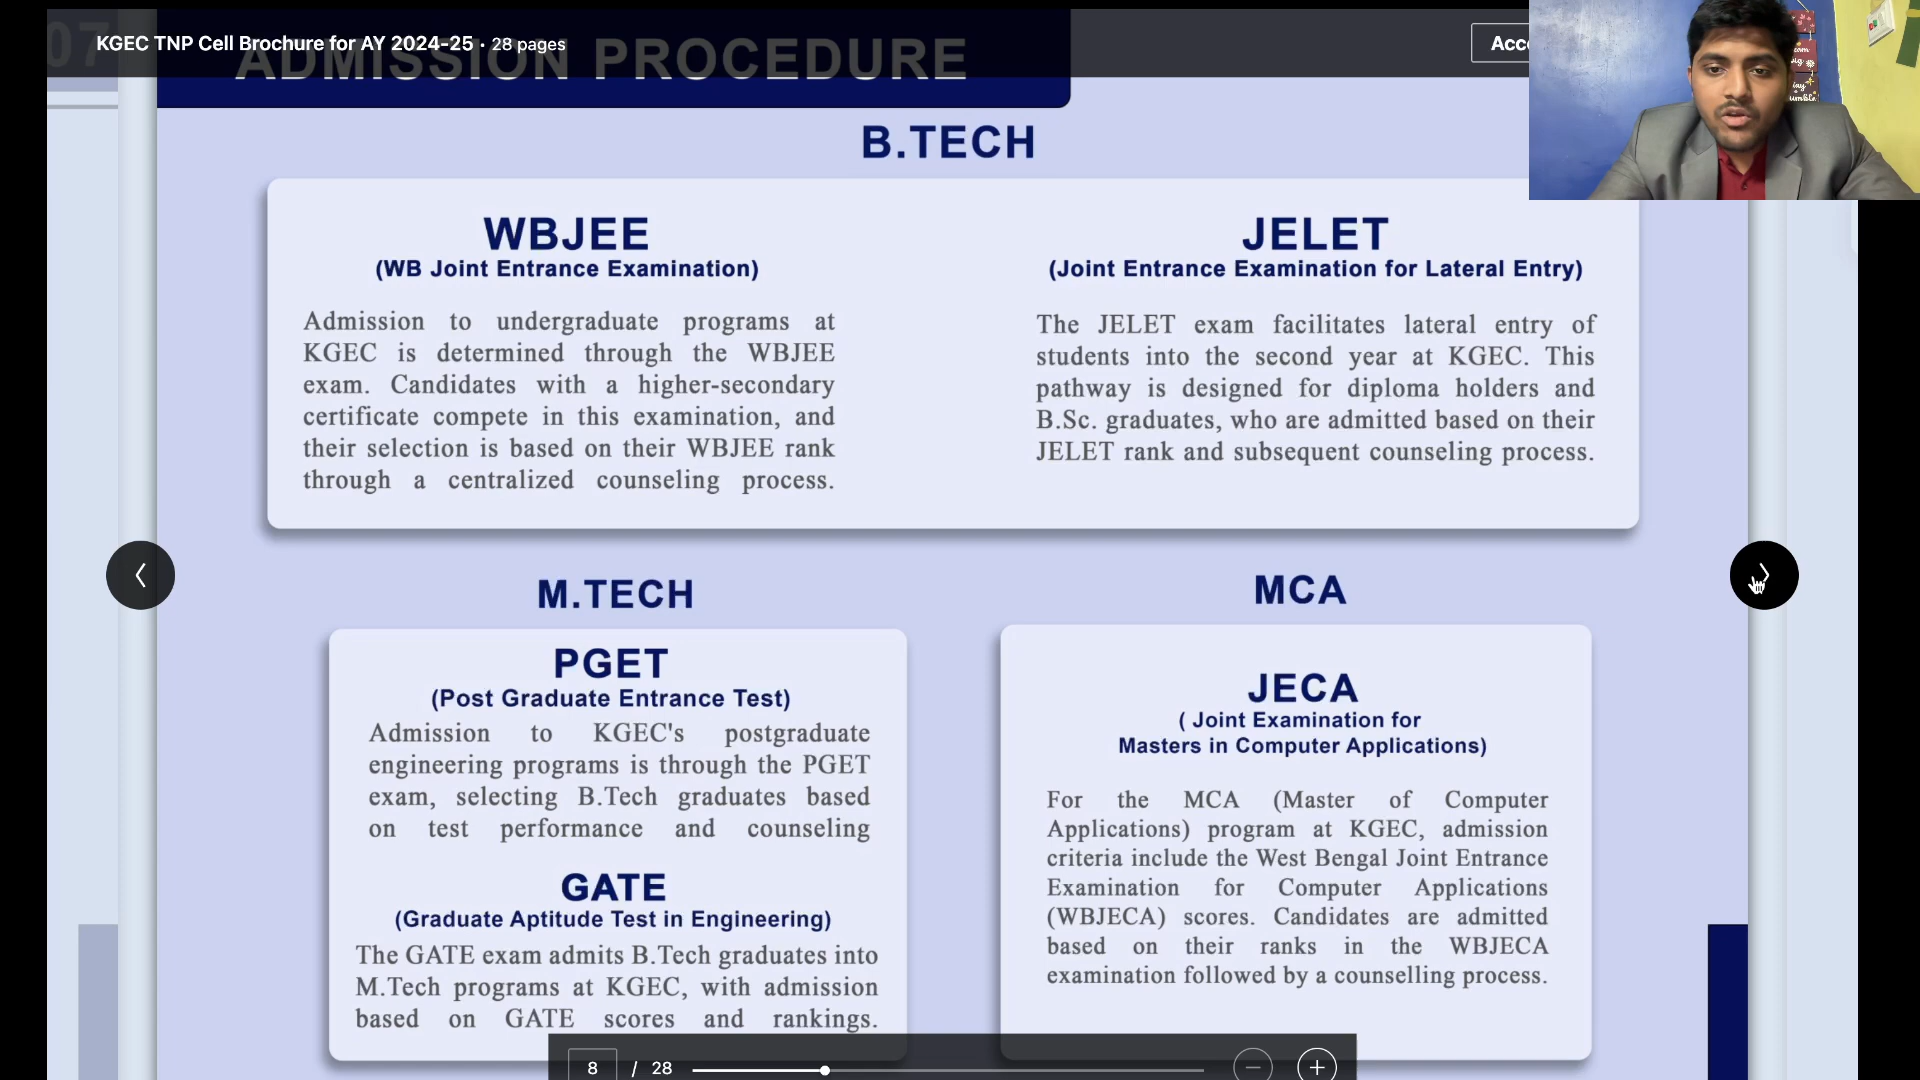 07
KGEC TNP Cell Brochure for AY 2024-25 · 28 pages
Acc
ADMISSION PROCEDURE
B.TECH
WBJEE
(WB Joint Entrance Examination)
Admission to undergraduate programs at
KGEC is determined through the WBJEE
exam. Candidates with a higher-secondary
certificate compete in this examination, and
their selection is based on their WBJEE rank
through a centralized counseling process.
JELET
(Joint Entrance Examination for Lateral Entry)
The JELET exam facilitates lateral entry of
students into the second year at KGEC. This
pathway is designed for diploma holders and
B.Sc. graduates, who are admitted based on their
JELET rank and subsequent counseling process.
M.TECH
PGET
(Post Graduate Entrance Test)
Admission to KGEC's postgraduate
engineering programs is through the PGET
exam, selecting B.Tech graduates based
on test performance and counseling
GATE
(Graduate Aptitude Test in Engineering)
The GATE exam admits B.Tech graduates into
M.Tech programs at KGEC, with admission
based on GATE scores and rankings.
MCA
JECA
( Joint Examination for
Masters in Computer Applications)
For the MCA (Master of Computer
Applications) program at KGEC, admission
criteria include the West Bengal Joint Entrance
Examination for Computer Applications
(WBJECA) scores. Candidates are admitted
based on their ranks in the WBJECA
examination followed by a counselling process.
8 / 28